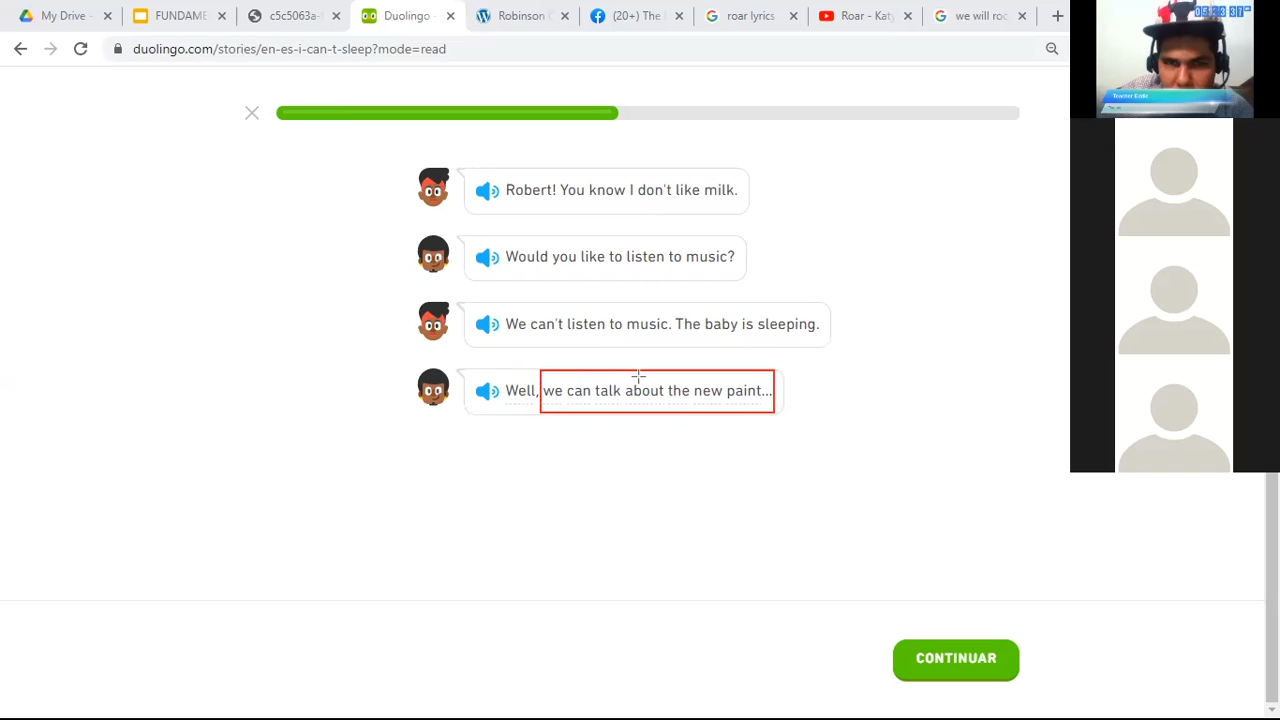 My Drive -
FUNDAME
c5c5063a-
Duolingo -
Robinson
(20+) The
roar lyrics
Roar - Kat
we will roc
duolingo.com/stories/en-es-i-can-t-sleep?mode=read
Robert! You know I don't like milk.
Would you like to listen to music?
We can't listen to music. The baby is sleeping.
Well, we can talk about the new paint...
CONTINUAR